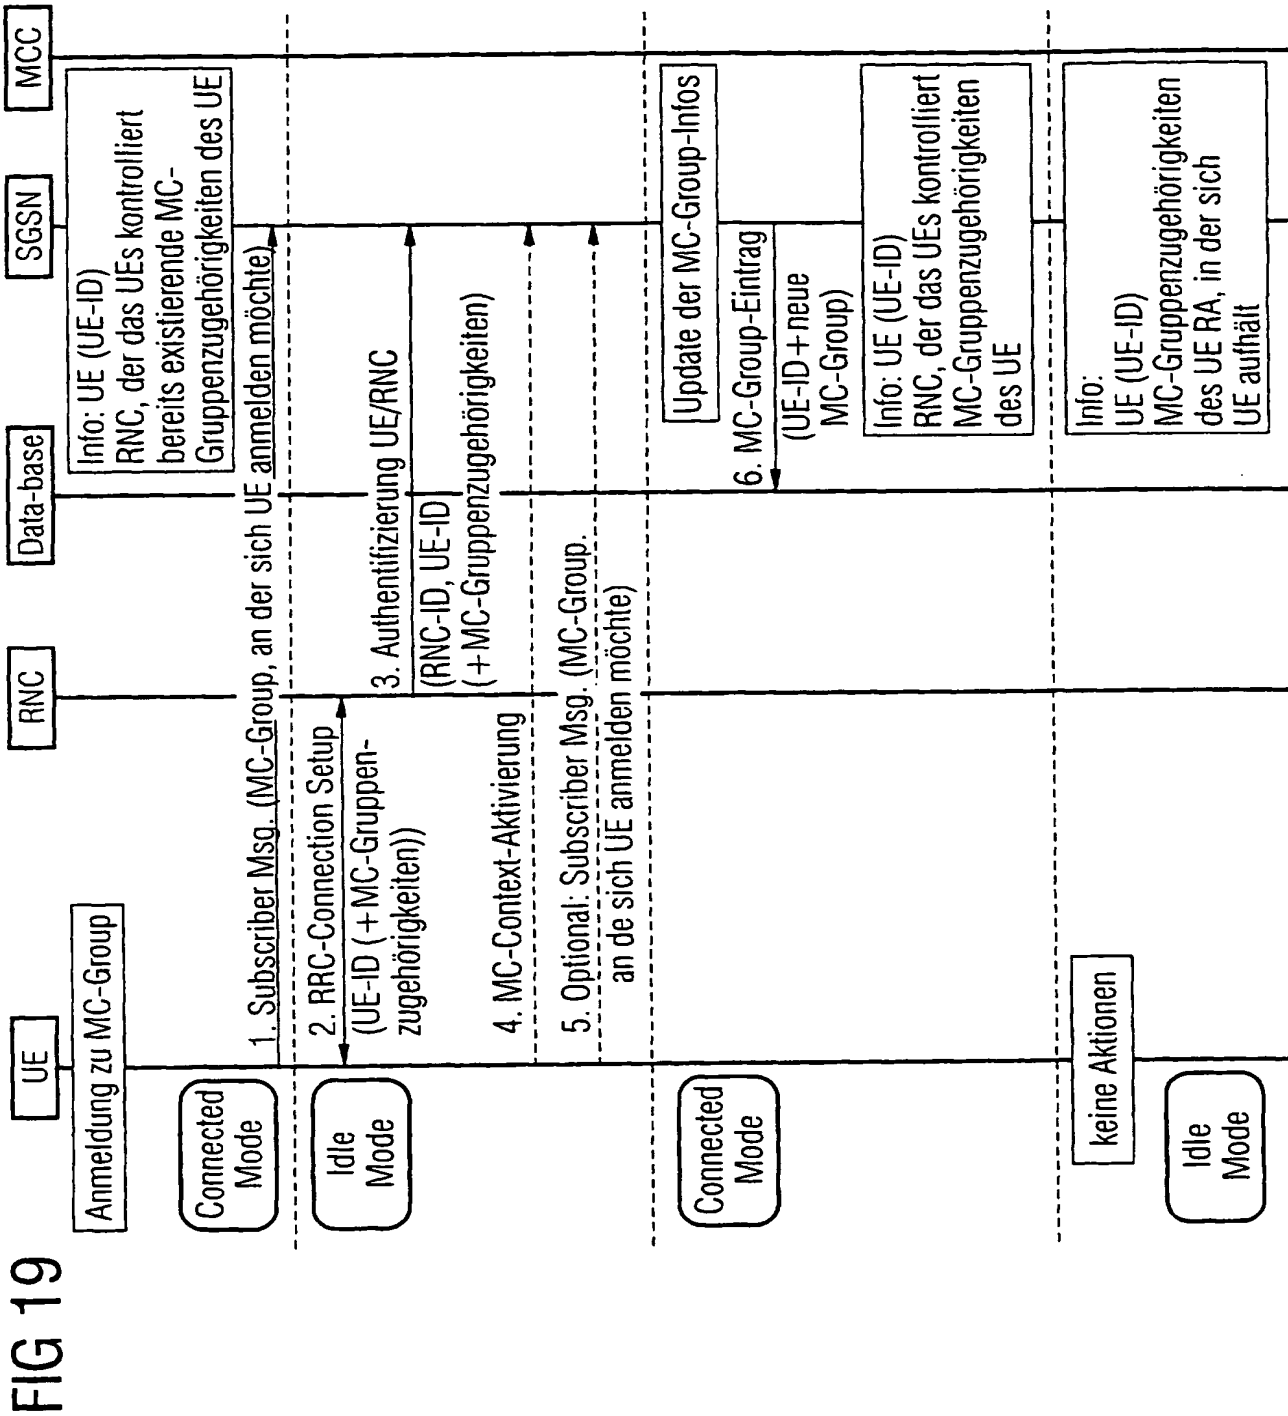 FIG 19
UE
RNC
Data-base
SGSN
MCC
Anmeldung zu MC-Group
Info: UE (UE-ID)
RNC, der das UEs kontrolliert
bereits existierende MC-
Gruppenzugehörigkeiten des UE
Connected
Mode
1. Subscriber Msg. (MC-Group, an der sich UE anmelden möchte)
Idle
Mode
2. RRC-Connection Setup
(UE-ID (+MC-Gruppen-
zugehörigkeiten))
3. Authentifizierung UE/RNC
(RNC-ID, UE-ID)
(+MC-Gruppenzugehörigkeiten)
4. MC-Context-Aktivierung
5. Optional: Subscriber Msg. (MC-Group.
an de sich UE anmelden möchte)
Connected
Mode
Update der MC-Group-Infos
6. MC-Group-Eintrag
(UE-ID+neue
MC-Group)
Info: UE (UE-ID)
RNC, der das UEs kontrolliert
MC-Gruppenzugehörigkeiten
des UE
keine Aktionen
Idle
Mode
Info:
UE (UE-ID)
MC-Gruppenzugehörigkeiten
des UE RA, in der sich
UE aufhält